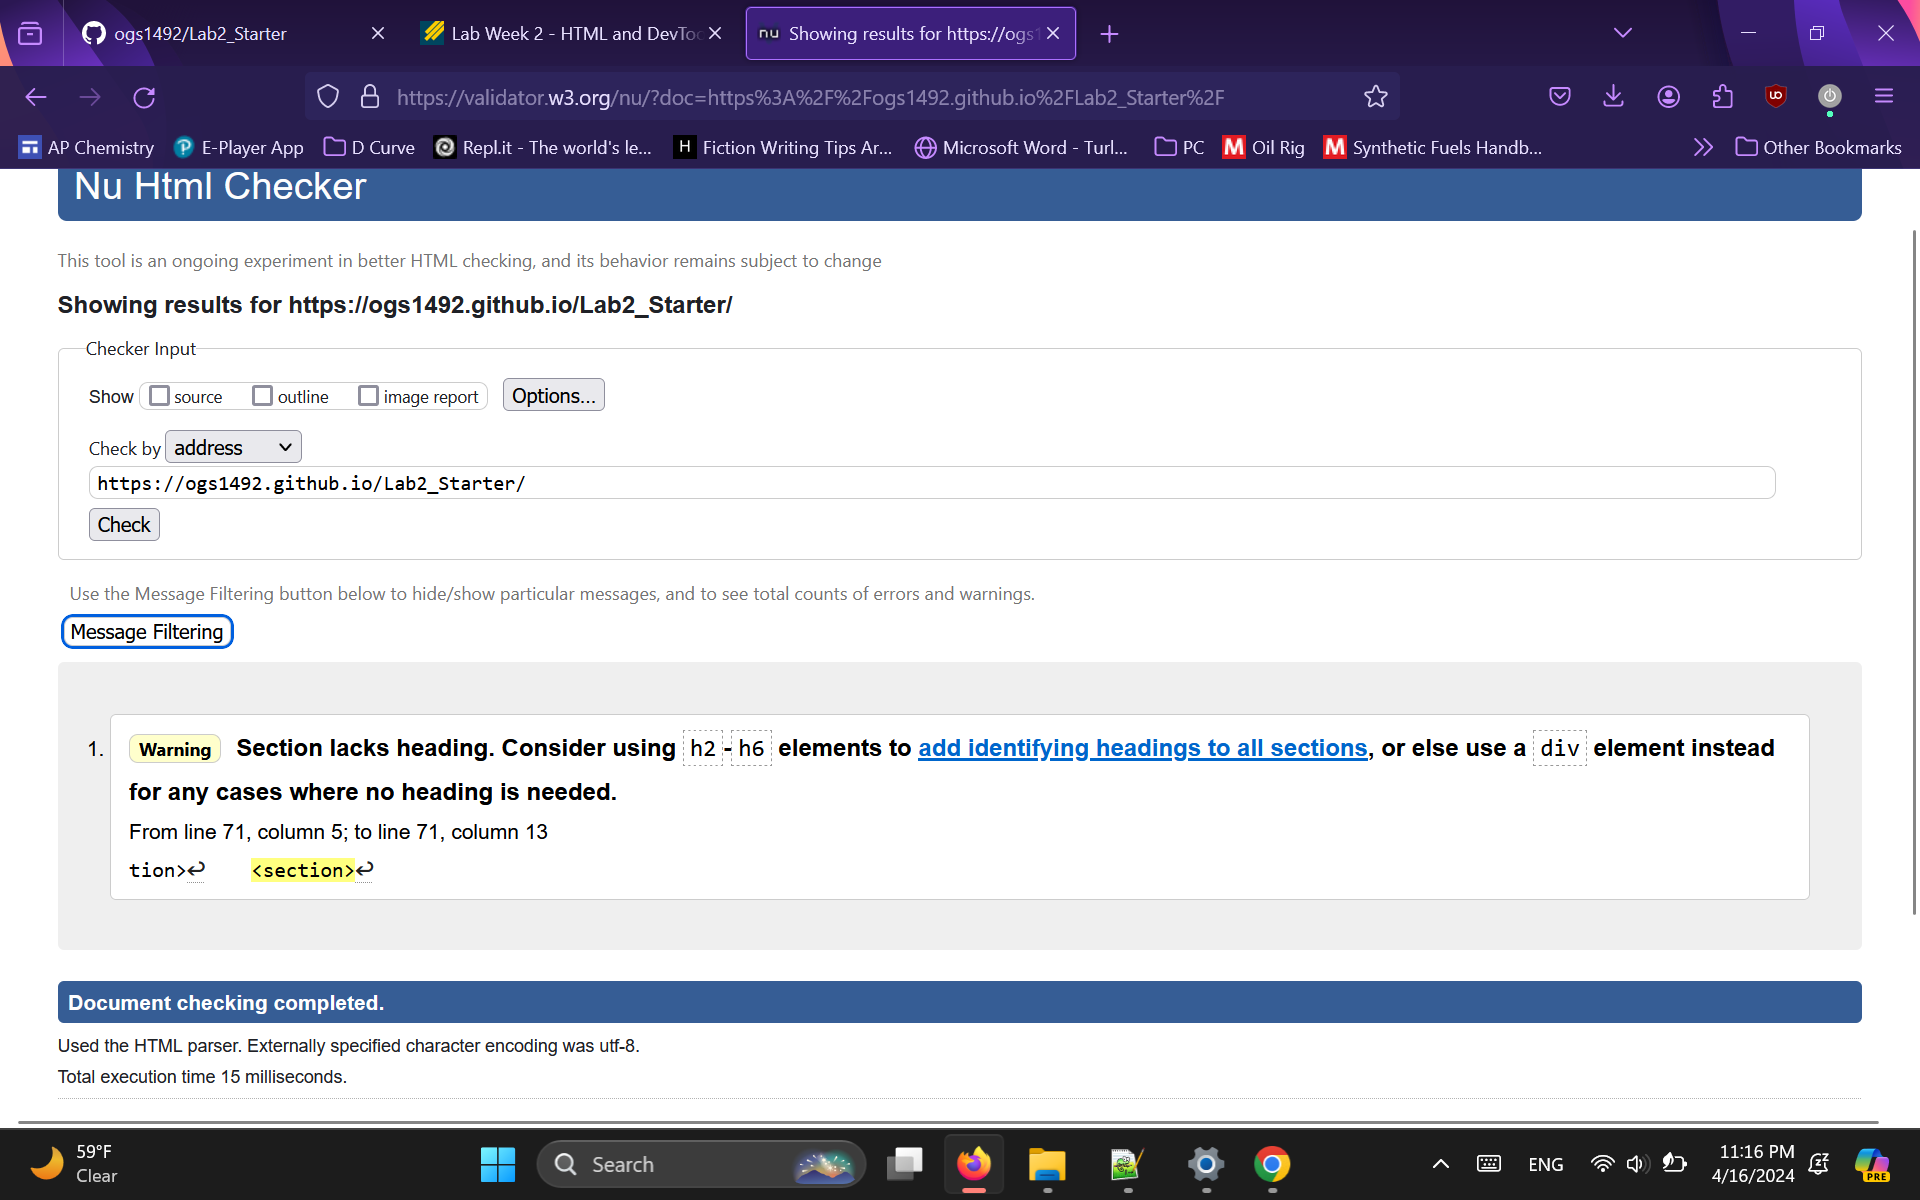 ogs1492/Lab2_Starter
Lab Week 2 - HTML and DevToo
nu Showing results for https://ogs1
https://validator.w3.org/nu/?doc=https%3A%2F%2Fogs1492.github.io%2FLab2_Starter%2F
AP Chemistry E-Player App D Curve Repl.it - The world's le... H Fiction Writing Tips Ar... Microsoft Word - Turl... PC M Oil Rig M Synthetic Fuels Handb... Other Bookmarks
Nu Html Checker
This tool is an ongoing experiment in better HTML checking, and its behavior remains subject to change
Showing results for https://ogs1492.github.io/Lab2_Starter/
Checker Input
Show source outline image report Options...
Check by address
https://ogs1492.github.io/Lab2_Starter/
Check
Use the Message Filtering button below to hide/show particular messages, and to see total counts of errors and warnings.
Message Filtering
1. Warning Section lacks heading. Consider using h2-h6 elements to add identifying headings to all sections, or else use a div element instead
for any cases where no heading is needed.
From line 71, column 5; to line 71, column 13
tion>↩ <section>↩
Document checking completed.
Used the HTML parser. Externally specified character encoding was utf-8.
Total execution time 15 milliseconds.
59°F
Clear
Search
ENG
11:16 PM
4/16/2024
PRE